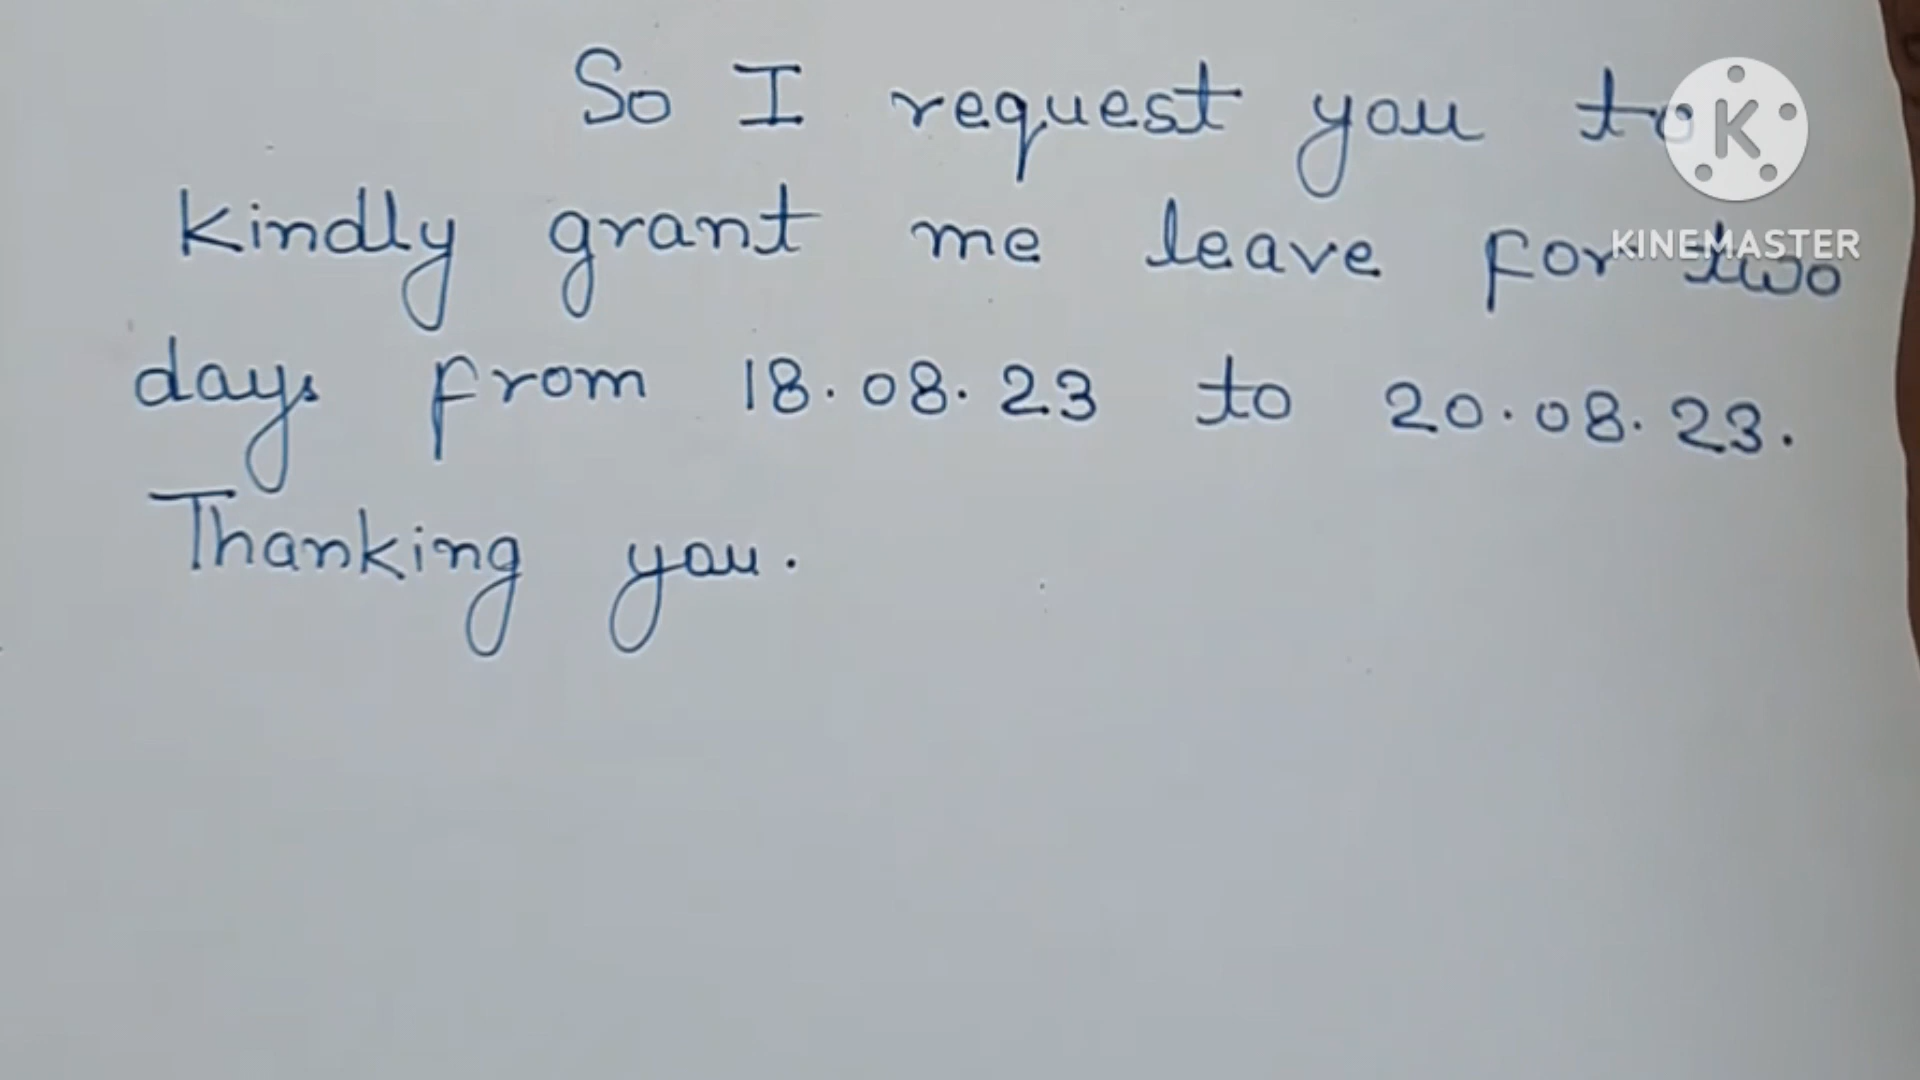 So I request you to
K
KINEMASTER
kindly grant me leave for two
days from 18.08.23 to 20.08.23.
Thanking you.